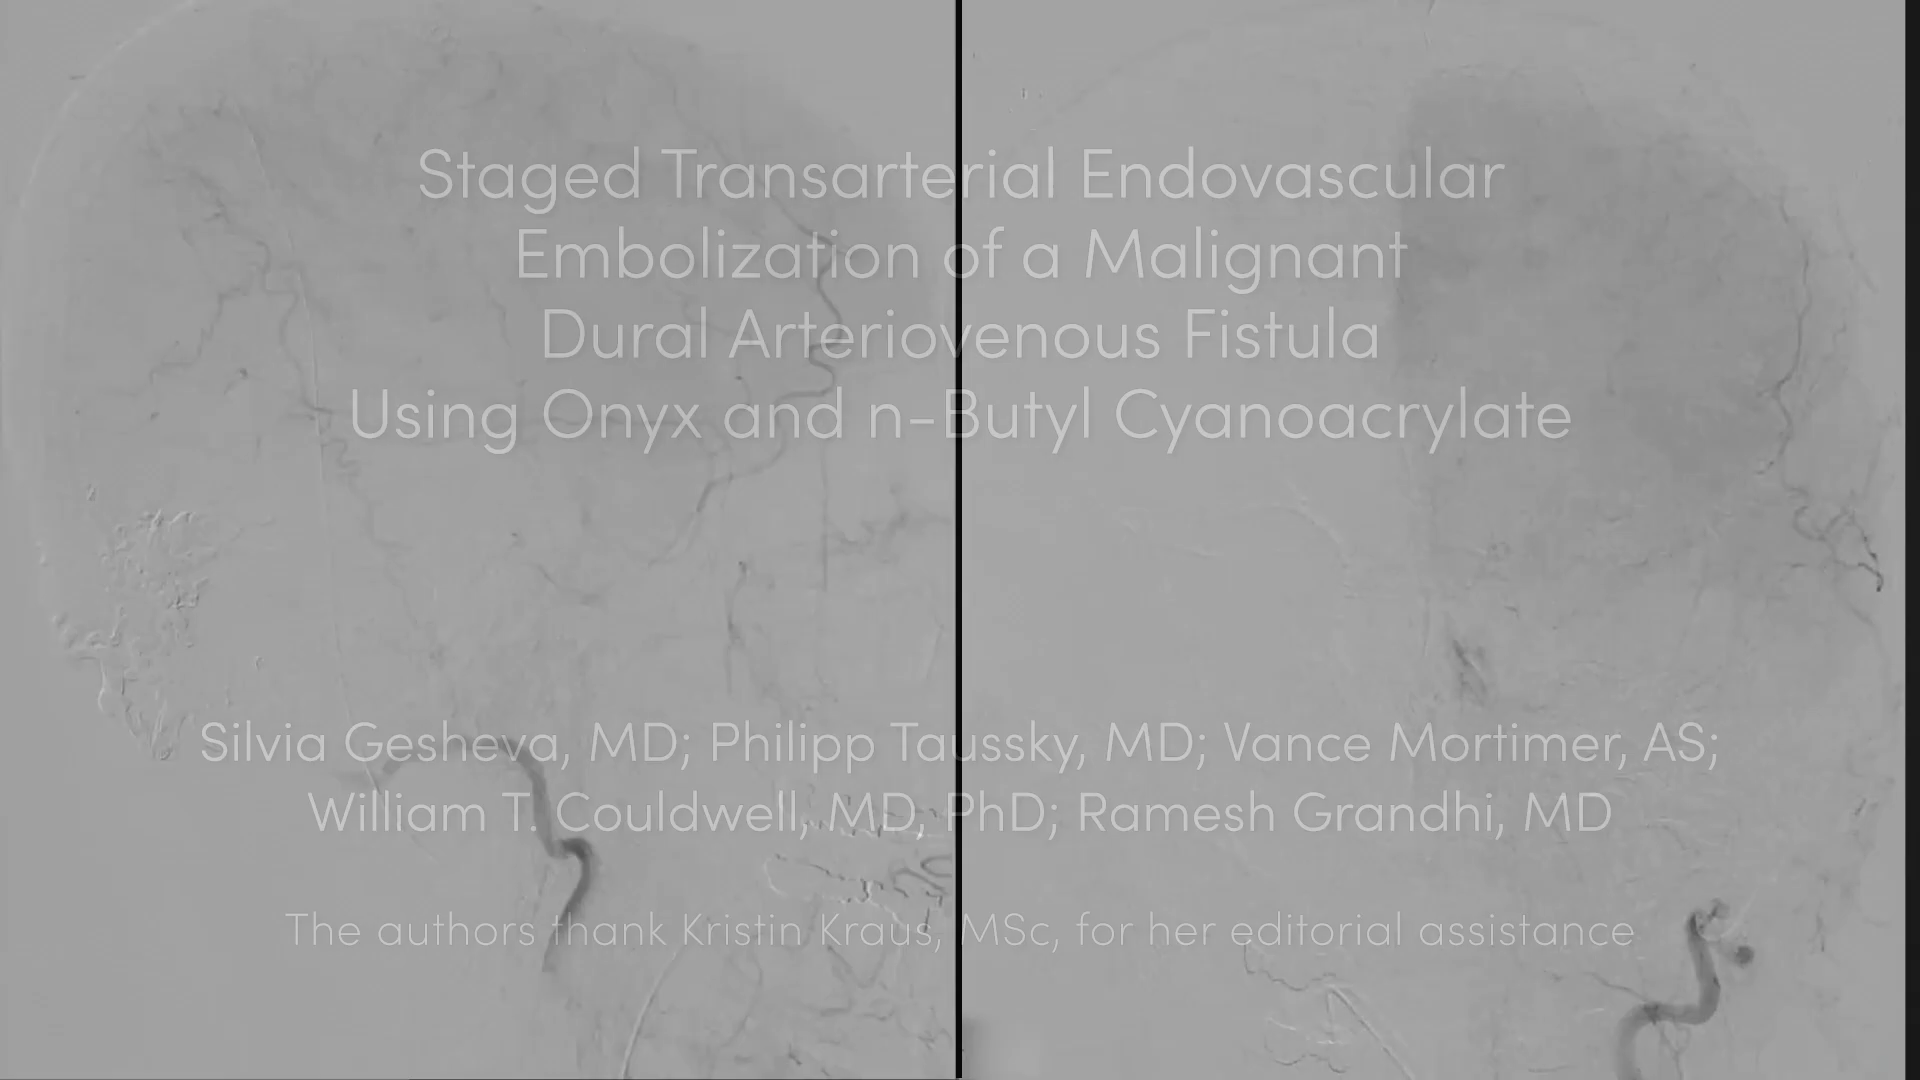 Staged Transarterial Endovascular
Embolization of a Malignant
Dural Arteriovenous Fistula
Using Onyx and n-Butyl Cyanoacrylate
Silvia Gesheva, MD; Philipp Taussky, MD; Vance Mortimer, AS;
William T. Couldwell, MD, PhD; Ramesh Grandhi, MD
The authors thank Kristin Kraus, MSc, for her editorial assistance